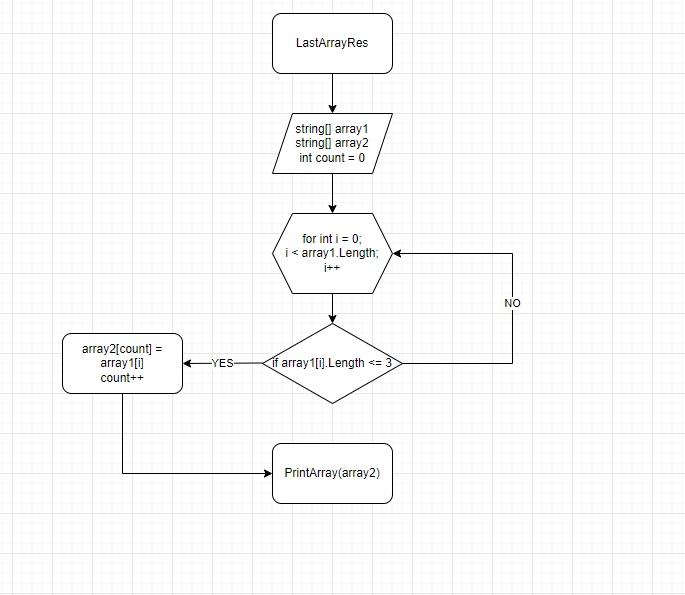 LastArrayRes
string[] array1
string[] array2
int count = 0
for int i = 0;
i < array1.Length;
i++
NO
if array1[i].Length <= 3
YES
array2[count] =
array1[i]
count++
PrintArray(array2)